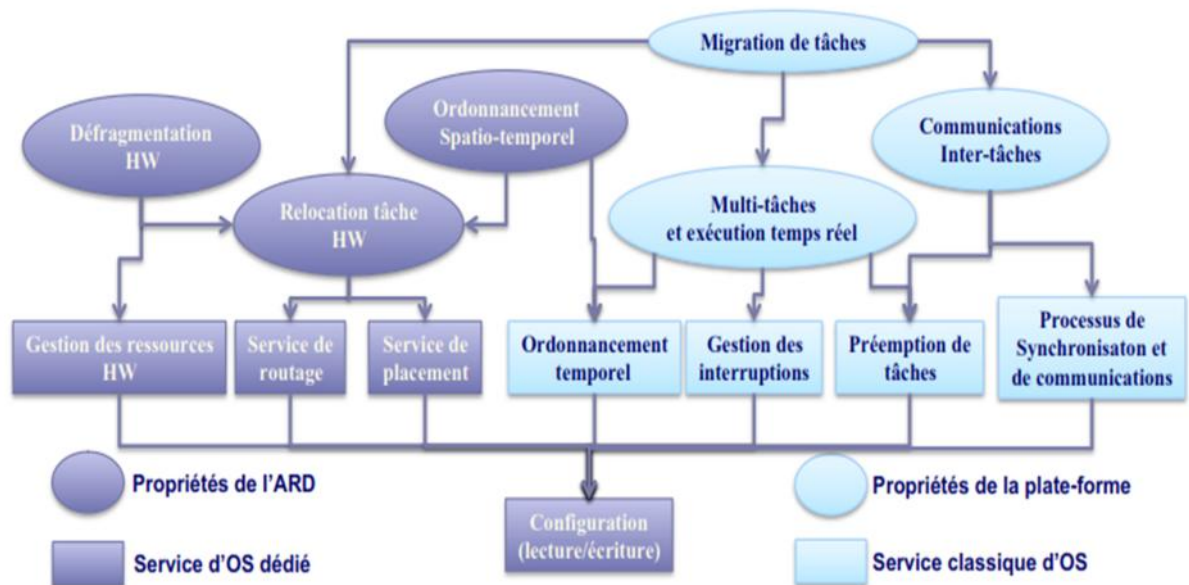 Migration de tâches
Ordonnancement
Spatio-temporel
Défragmentation
HW
Communications
Inter-tâches
Relocation tâche
HW
Multi-tâches
et exécution temps réel
Gestion des ressources
HW
Service de
routage
Service de
placement
Ordonnancement
temporel
Gestion des
interruptions
Préemption de
tâches
Processus de
Synchronisaton et
de communications
Propriétés de l'ARD
Propriétés de la plate-forme
Configuration
(lecture/écriture)
Service d'OS dédié
Service classique d'OS